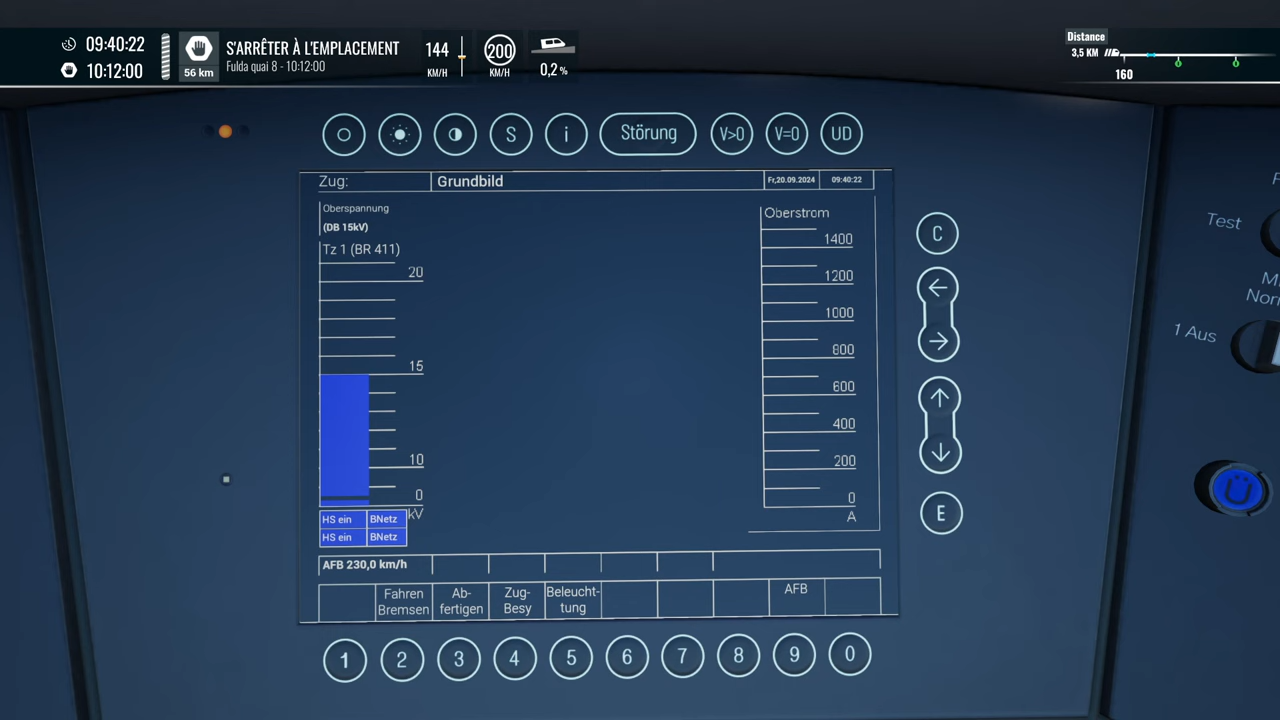 09:40:22
10:12:00
56 km
S'ARRÊTER À L'EMPLACEMENT
Fulda quai 8 - 10:12:00
144
KM/H
200
KM/H
0,2 %
Distance
3,5 KM
160
S
i
Störung
V>0
V=0
UD
Zug:
Grundbild
Fr,20.09.2024
09:40:22
Oberspannung
(DB 15kV)
Tz 1 (BR 411)
20
15
10
0
kV
HS ein
BNetz
HS ein
BNetz
Oberstrom
1400
1200
1000
800
600
400
200
0
A
AFB 230,0 km/h
Fahren
Bremsen
Ab-
fertigen
Zug-
Besy
Beleucht-
tung
AFB
1
2
3
4
5
6
7
8
9
0
C
E
Test
1 Aus
Ü